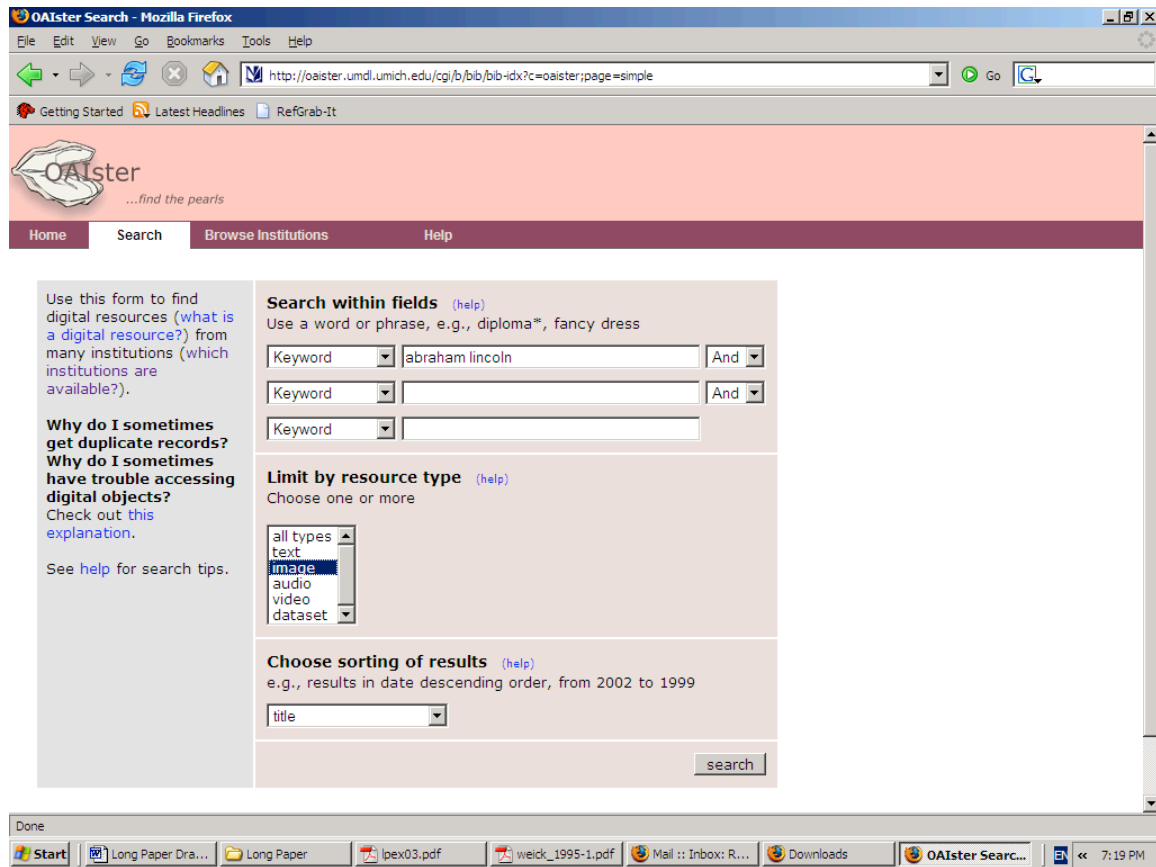 OAIster Search - Mozilla Firefox
File Edit View Go Bookmarks Tools Help
http://oaister.umdl.umich.edu/cgi/b/bib/bib-idx?c=oaister;page=simple Go G
Getting Started Latest Headlines RefGrab-It
OAIster
...find the pearls
Home Search Browse Institutions Help
Use this form to find
digital resources (what is
a digital resource?) from
many institutions (which
institutions are
available?).
Why do I sometimes
get duplicate records?
Why do I sometimes
have trouble accessing
digital objects?
Check out this
explanation.
See help for search tips.
Search within fields (help)
Use a word or phrase, e.g., diploma*, fancy dress
Keyword abraham lincoln And
Keyword And
Keyword
Limit by resource type (help)
Choose one or more
all types
text
image
audio
video
dataset
Choose sorting of results (help)
e.g., results in date descending order, from 2002 to 1999
title
search
Done
Start Long Paper Dra... Long Paper lpex03.pdf weick_1995-1.pdf Mail :: Inbox: R... Downloads OAIster Searc... EN « 7:19 PM